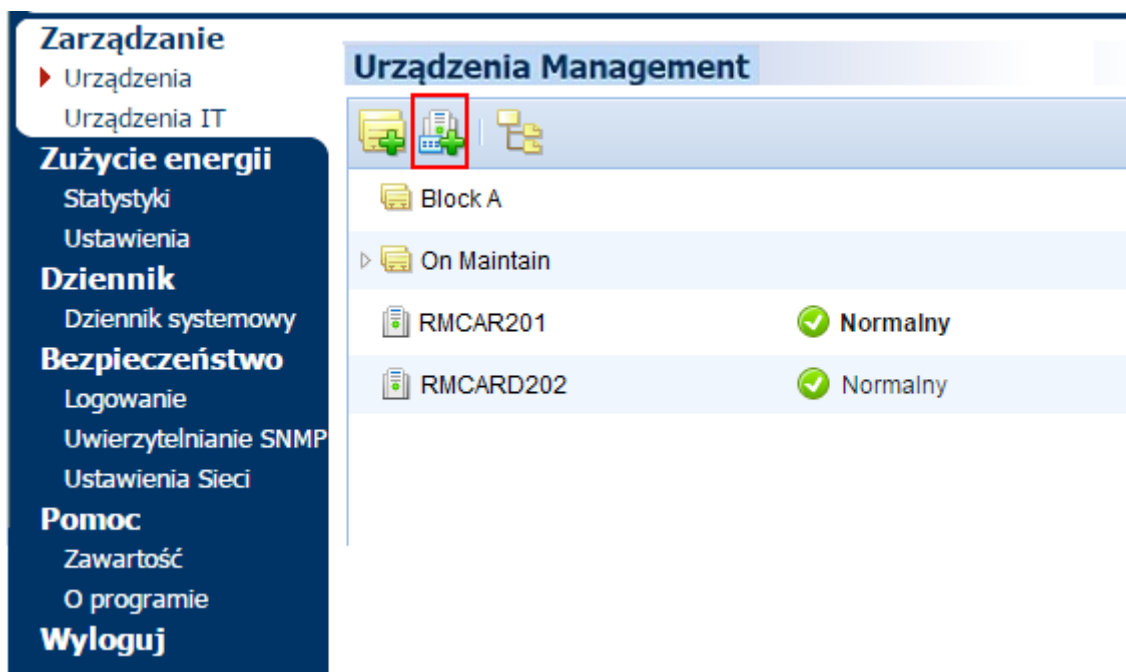 Zarządzanie
Urządzenia
Urządzenia IT
Zużycie energii
Statystyki
Ustawienia
Dziennik
Dziennik systemowy
Bezpieczeństwo
Logowanie
Uwierzytelnianie SNMP
Ustawienia Sieci
Pomoc
Zawartość
O programie
Wyloguj
Urządzenia Management
Block A
On Maintain
RMCAR201 Normalny
RMCARD202 Normalny